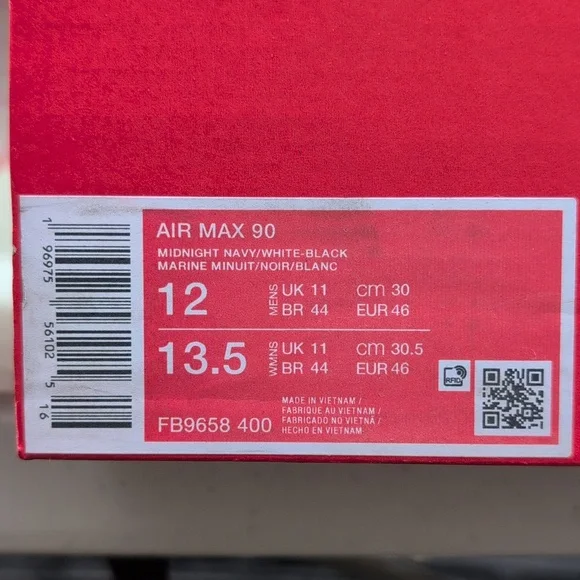 AIR MAX 90
MIDNIGHT NAVY/WHITE-BLACK
MARINE MINUIT/NOIR/BLANC
12 MENS UK 11 cm 30
BR 44 EUR 46
13.5 WMNS UK 11 cm 30.5
BR 44 EUR 46
RFID
FB9658 400
MADE IN VIETNAM /
FABRIQUE AU VIETNAM /
FABRICADO NO VIETNÃ /
HECHO EN VIETNAM
1 96975 56102 5 16